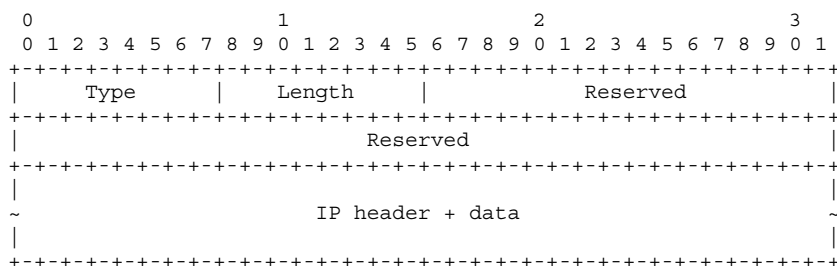 0                   1                   2                   3
 0 1 2 3 4 5 6 7 8 9 0 1 2 3 4 5 6 7 8 9 0 1 2 3 4 5 6 7 8 9 0 1
+-+-+-+-+-+-+-+-+-+-+-+-+-+-+-+-+-+-+-+-+-+-+-+-+-+-+-+-+-+-+-+-+
|     Type      |    Length     |            Reserved           |
+-+-+-+-+-+-+-+-+-+-+-+-+-+-+-+-+-+-+-+-+-+-+-+-+-+-+-+-+-+-+-+-+
|                           Reserved                            |
+-+-+-+-+-+-+-+-+-+-+-+-+-+-+-+-+-+-+-+-+-+-+-+-+-+-+-+-+-+-+-+-+
|                                                               |
~                       IP header + data                        ~
|                                                               |
+-+-+-+-+-+-+-+-+-+-+-+-+-+-+-+-+-+-+-+-+-+-+-+-+-+-+-+-+-+-+-+-+